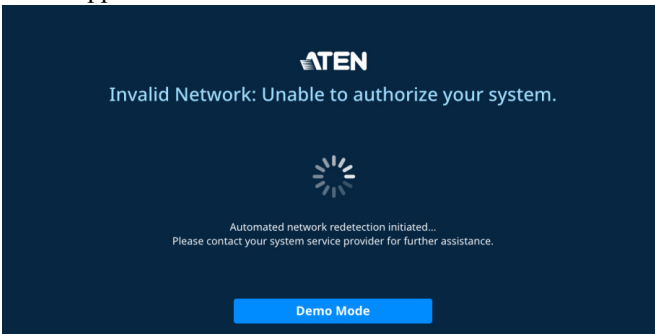 ATEN
Invalid Network: Unable to authorize your system.
Automated network redetection initiated...
Please contact your system service provider for further assistance.
Demo Mode